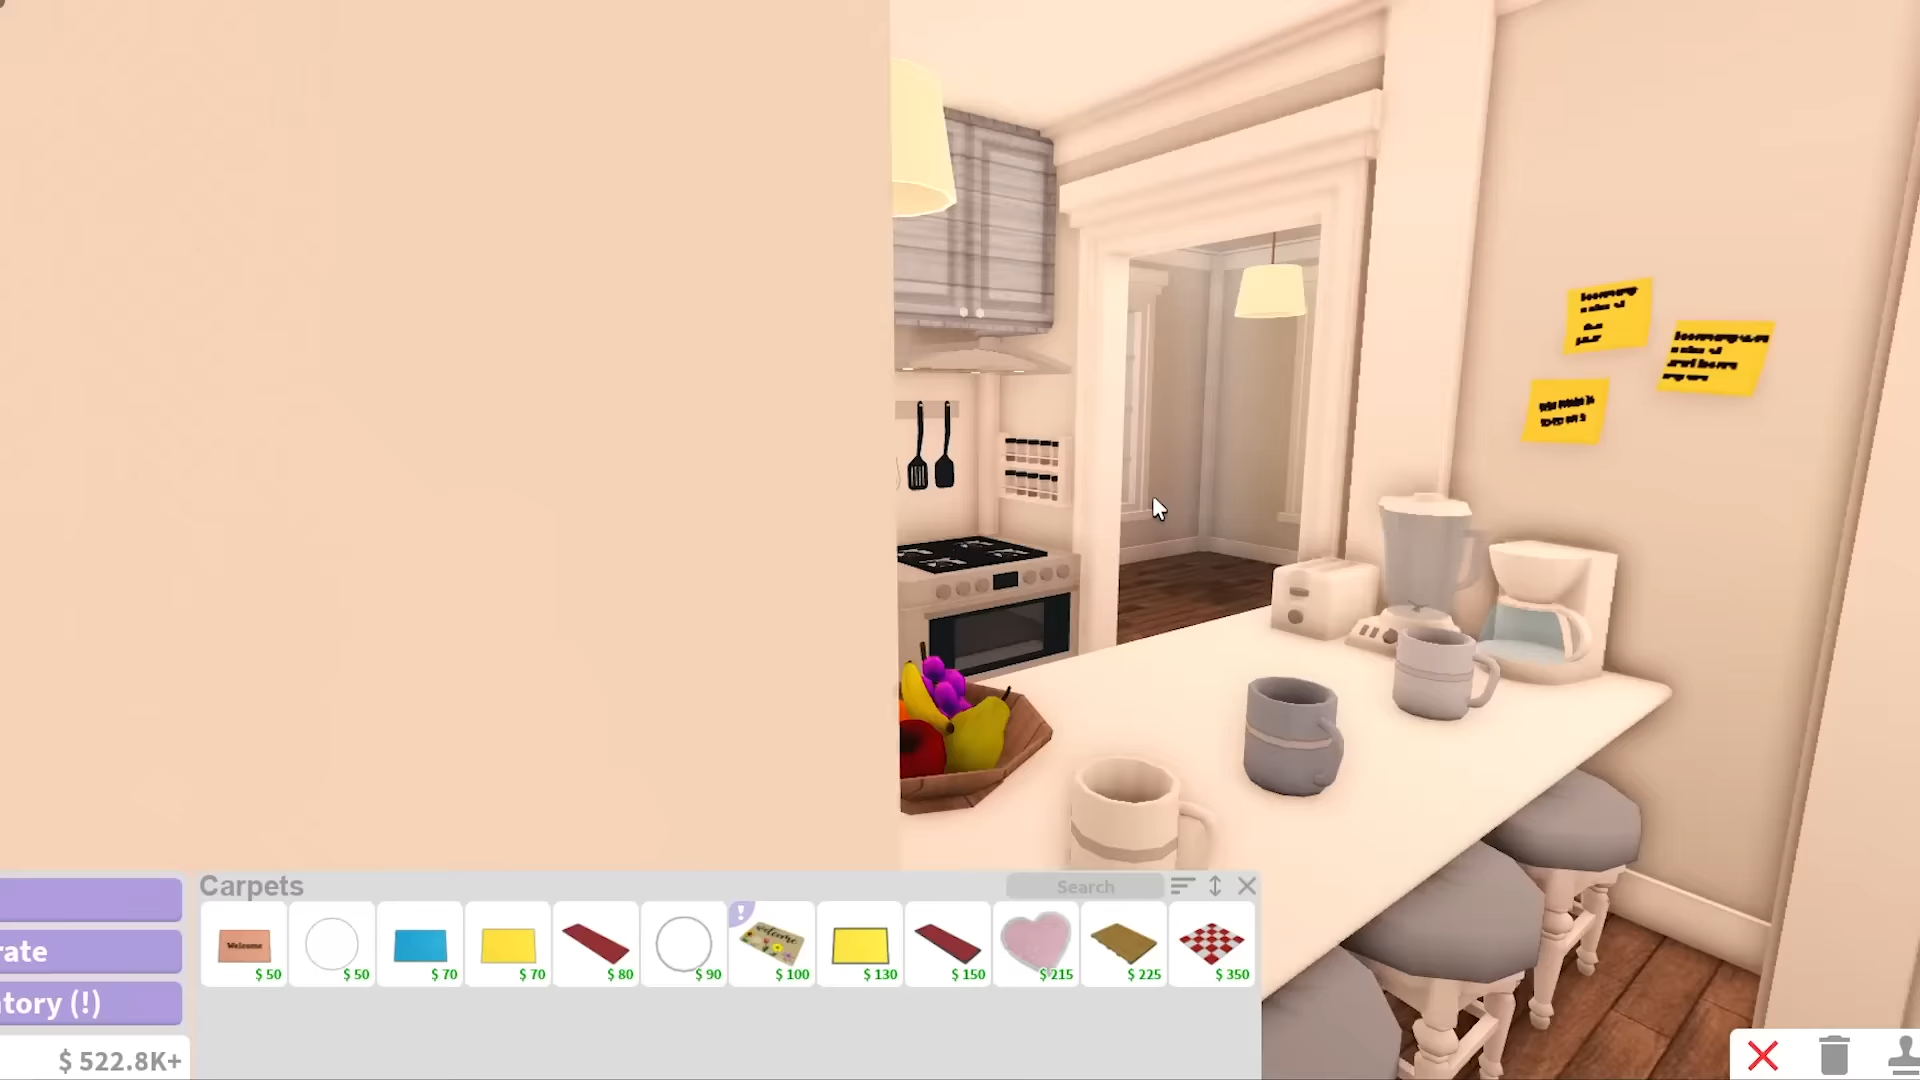 Carpets
Search
Welcome
$ 50
$ 50
$ 70
$ 70
$ 80
$ 90
!
welcome
$ 100
$ 130
$ 150
$ 215
$ 225
$ 350
rate
tory (!)
$ 522.8K+